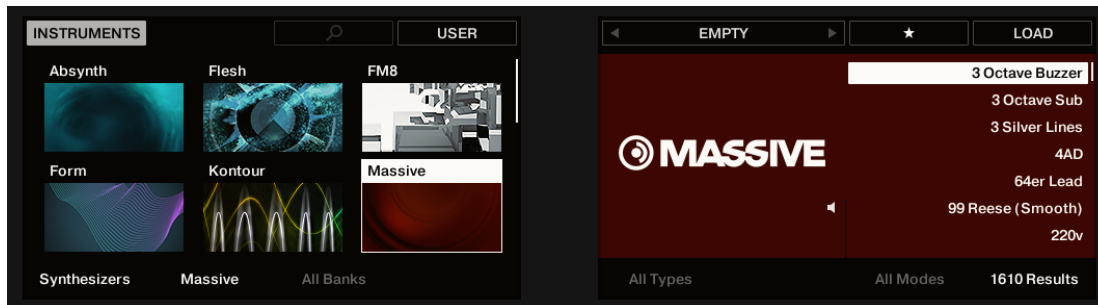 INSTRUMENTS
USER
Absynth
Flesh
FM8
Form
Kontour
Massive
Synthesizers
Massive
All Banks
EMPTY
LOAD
MASSIVE
3 Octave Buzzer
3 Octave Sub
3 Silver Lines
4AD
64er Lead
99 Reese (Smooth)
220v
All Types
All Modes
1610 Results